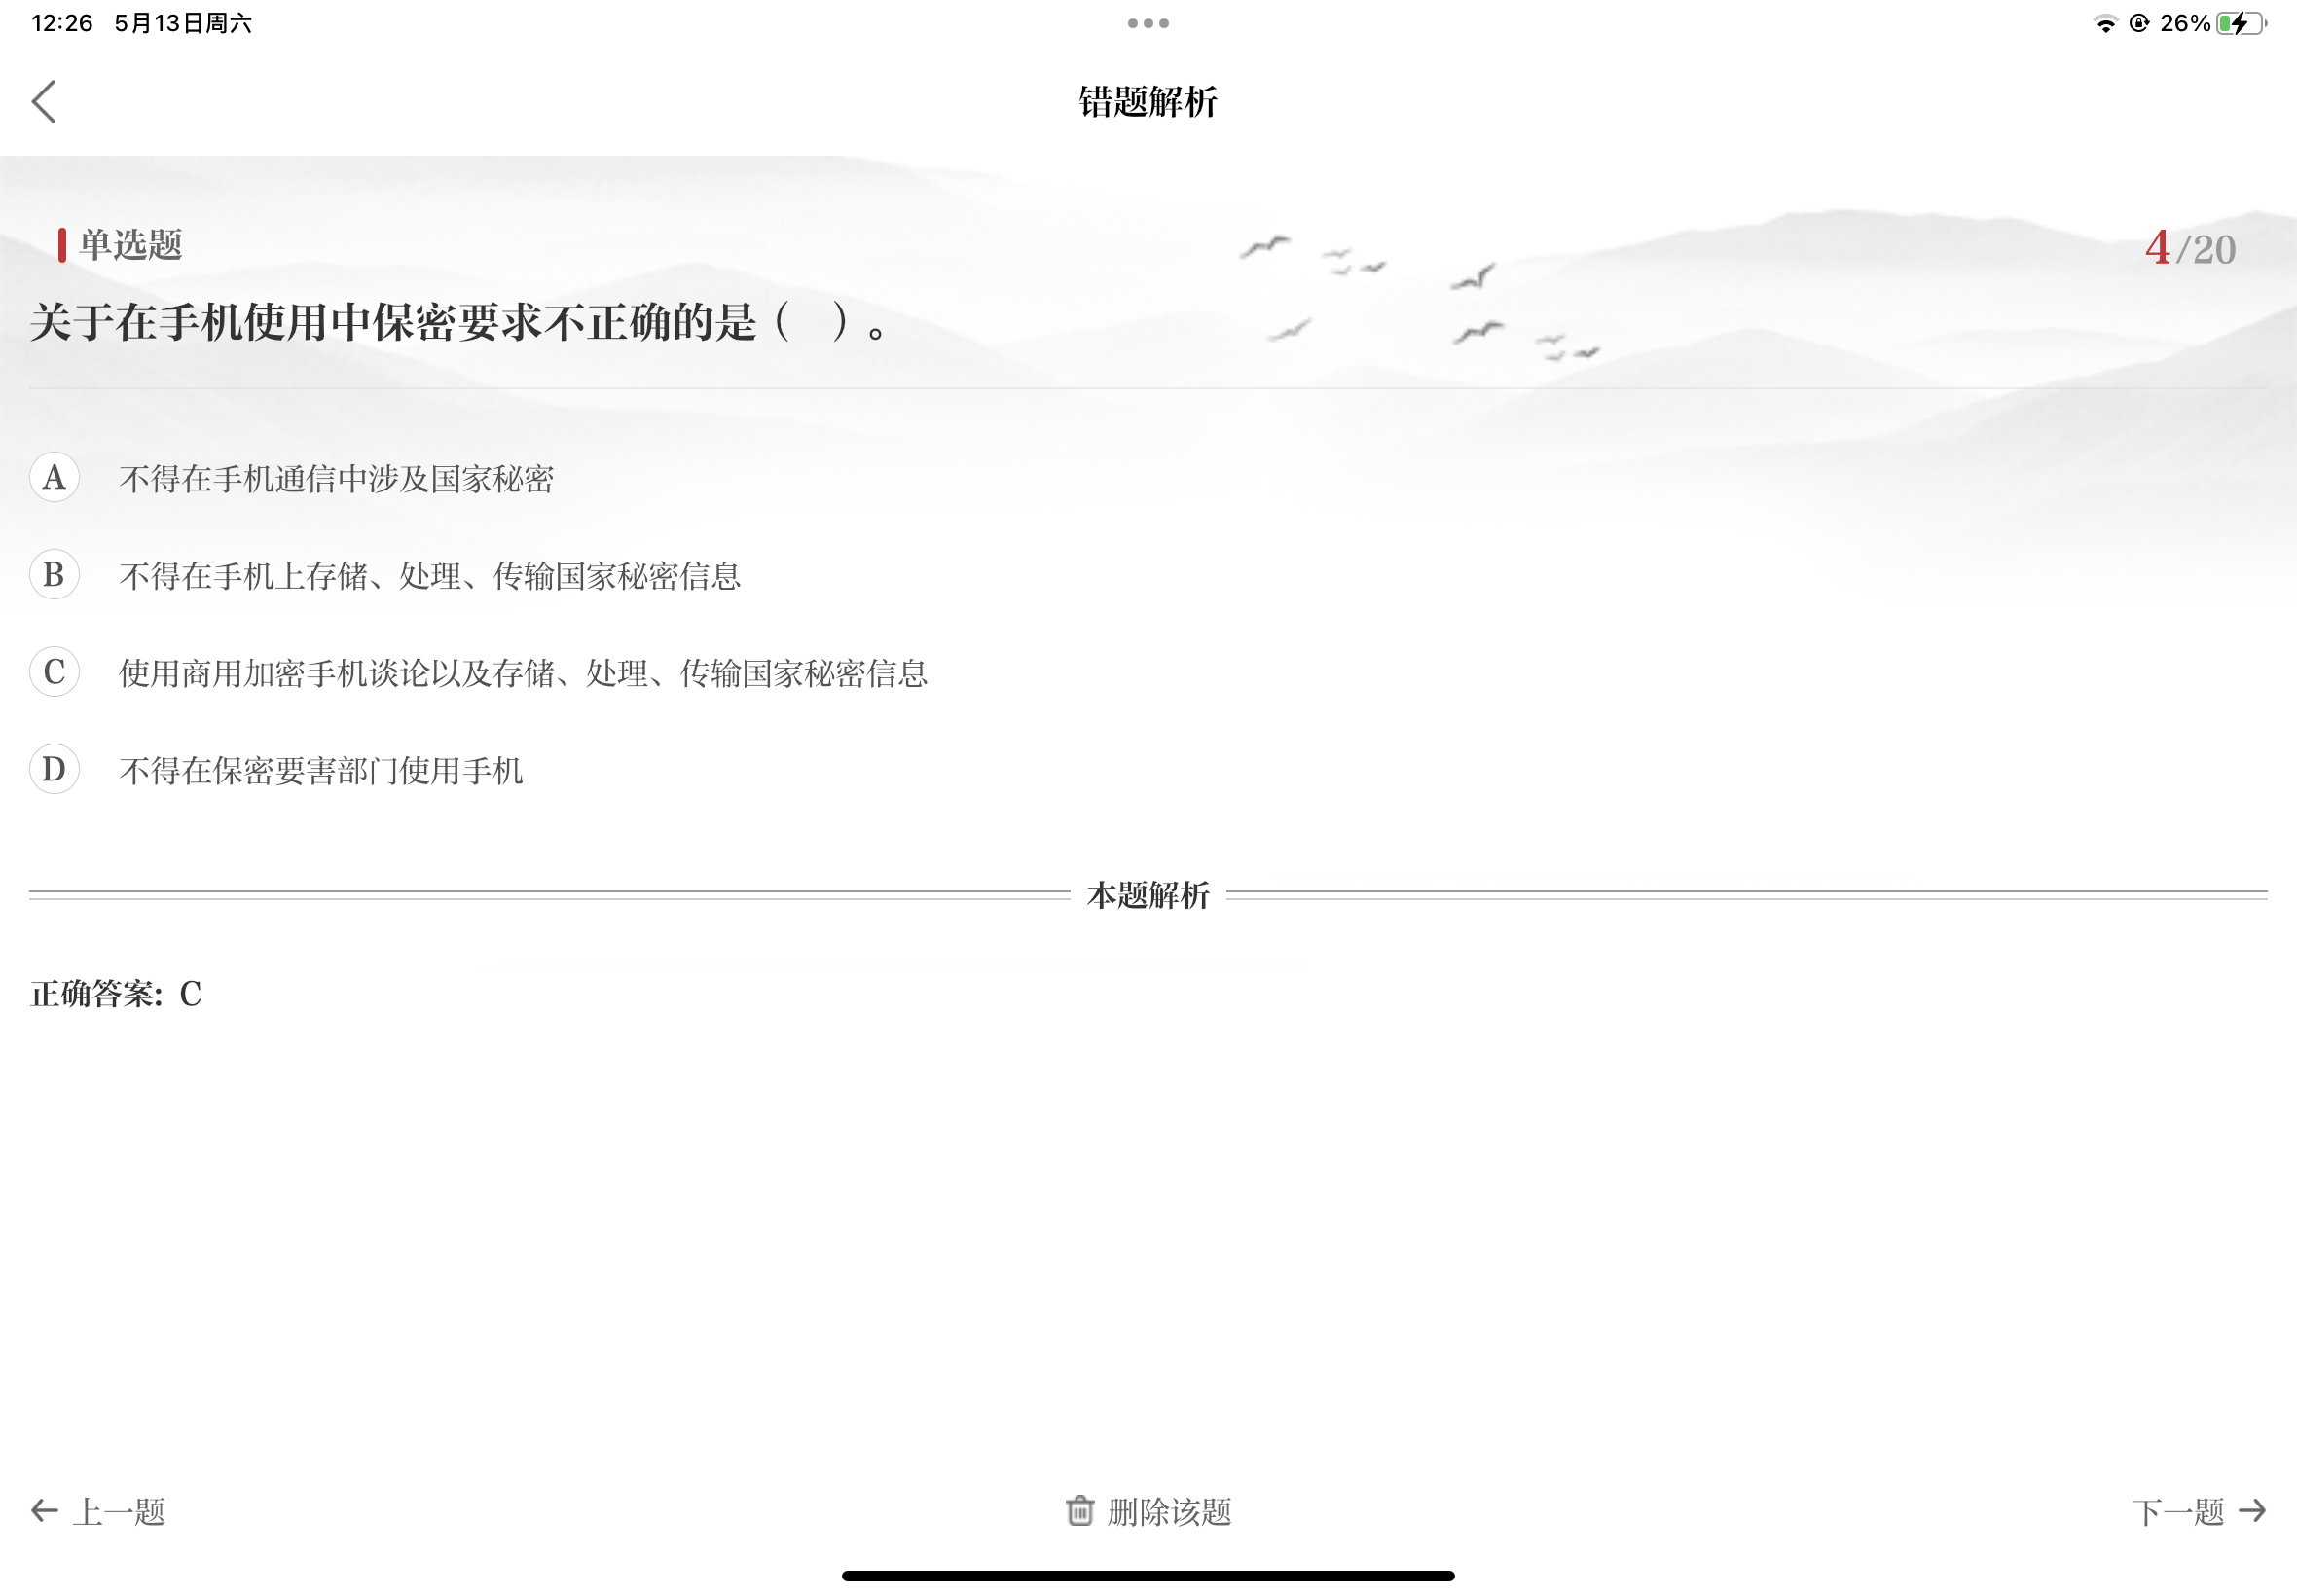 12:26 5月13日周六
26%
错题解析
单选题
4/20
关于在手机使用中保密要求不正确的是（ ）。
A 不得在手机通信中涉及国家秘密
B 不得在手机上存储、处理、传输国家秘密信息
C 使用商用加密手机谈论以及存储、处理、传输国家秘密信息
D 不得在保密要害部门使用手机
本题解析
正确答案: C
上一题
删除该题
下一题